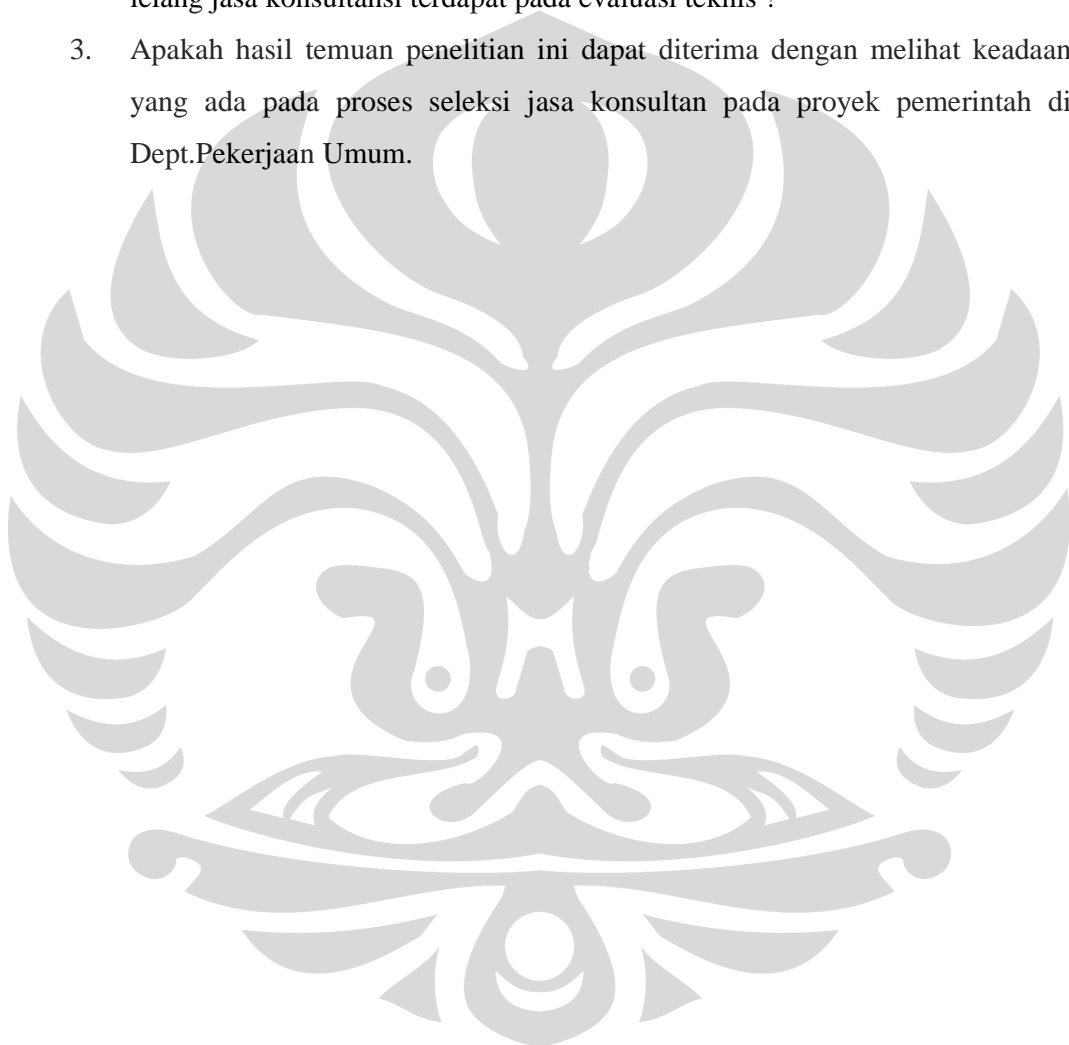 lelang jasa konsultansi terdapat pada evaluasi teknis ?
3. Apakah hasil temuan penelitian ini dapat diterima dengan melihat keadaan
yang ada pada proses seleksi jasa konsultan pada proyek pemerintah di
Dept.Pekerjaan Umum.